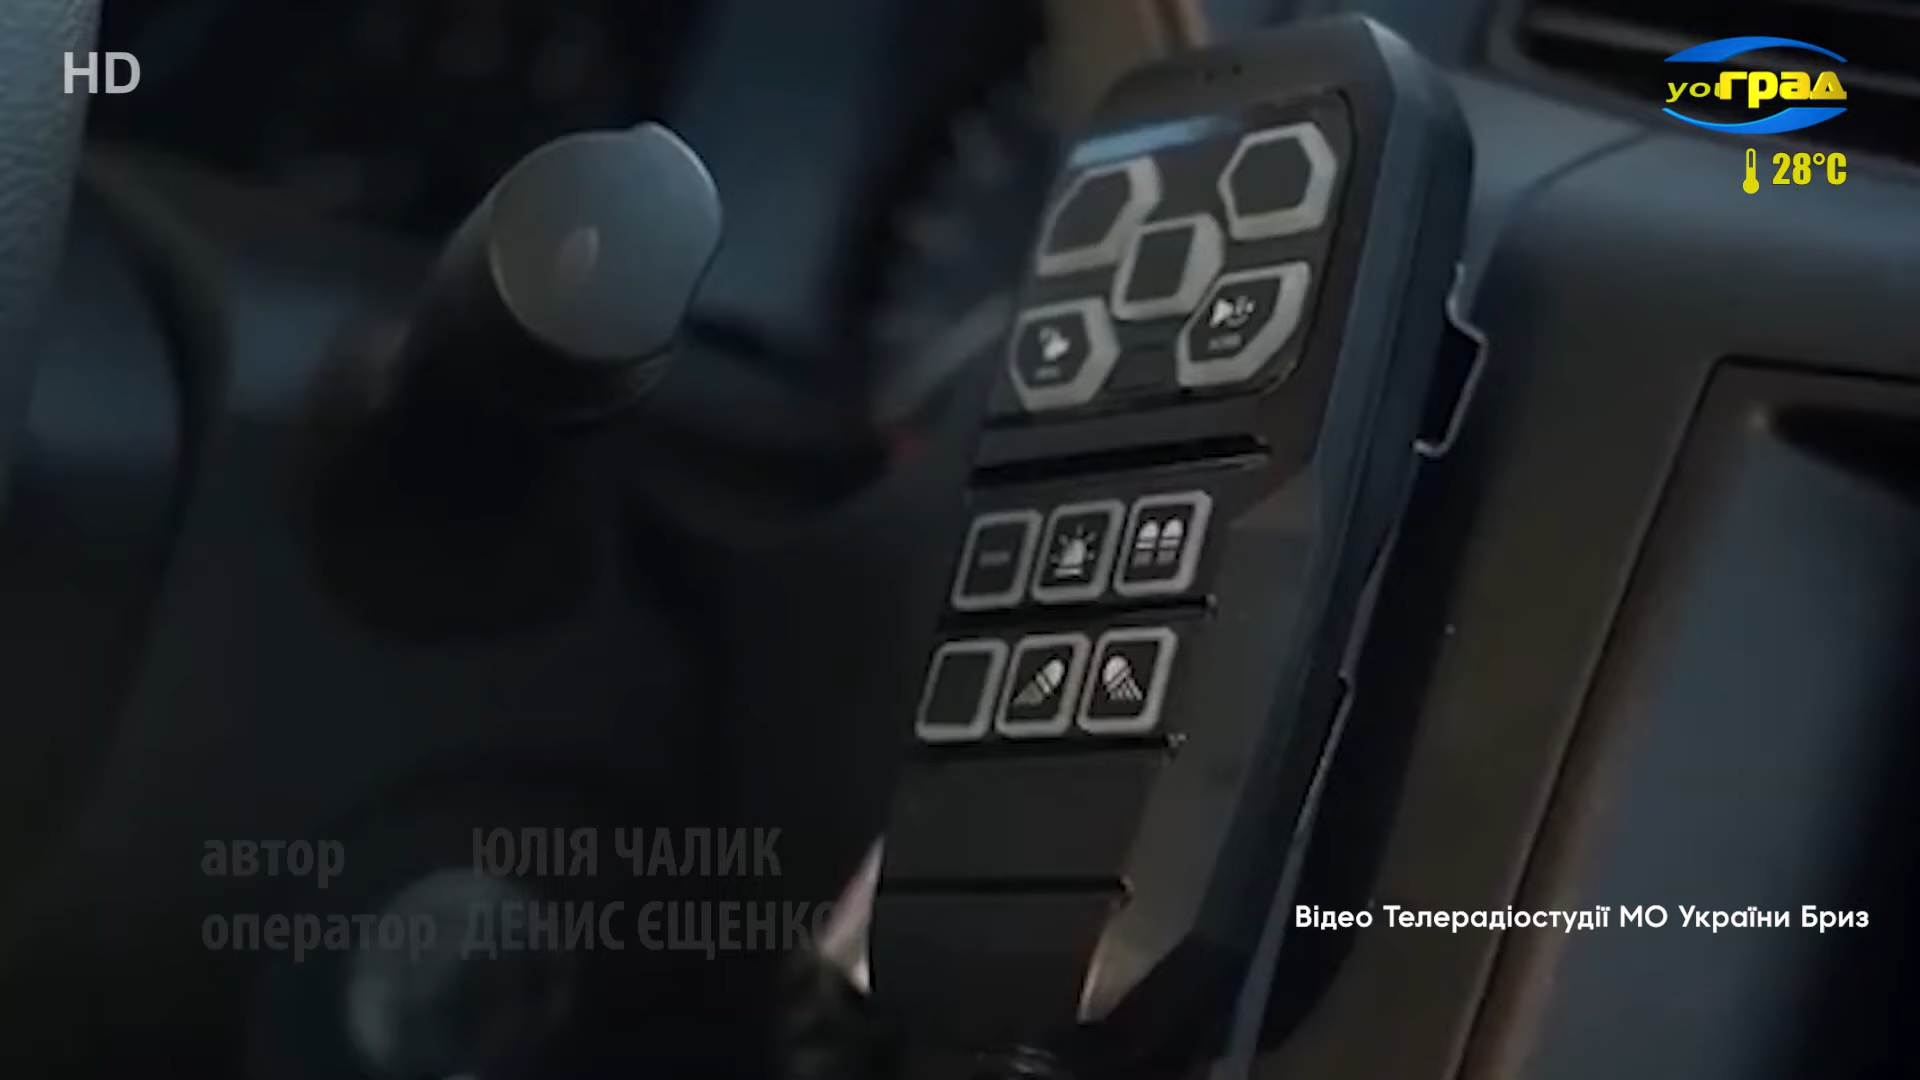 HD
уоГРАД
28°C
автор ЮЛІЯ ЧАЛИК
оператор ДЕНИС ЄЩЕНКО
Відео Телерадіостудії МО України Бриз